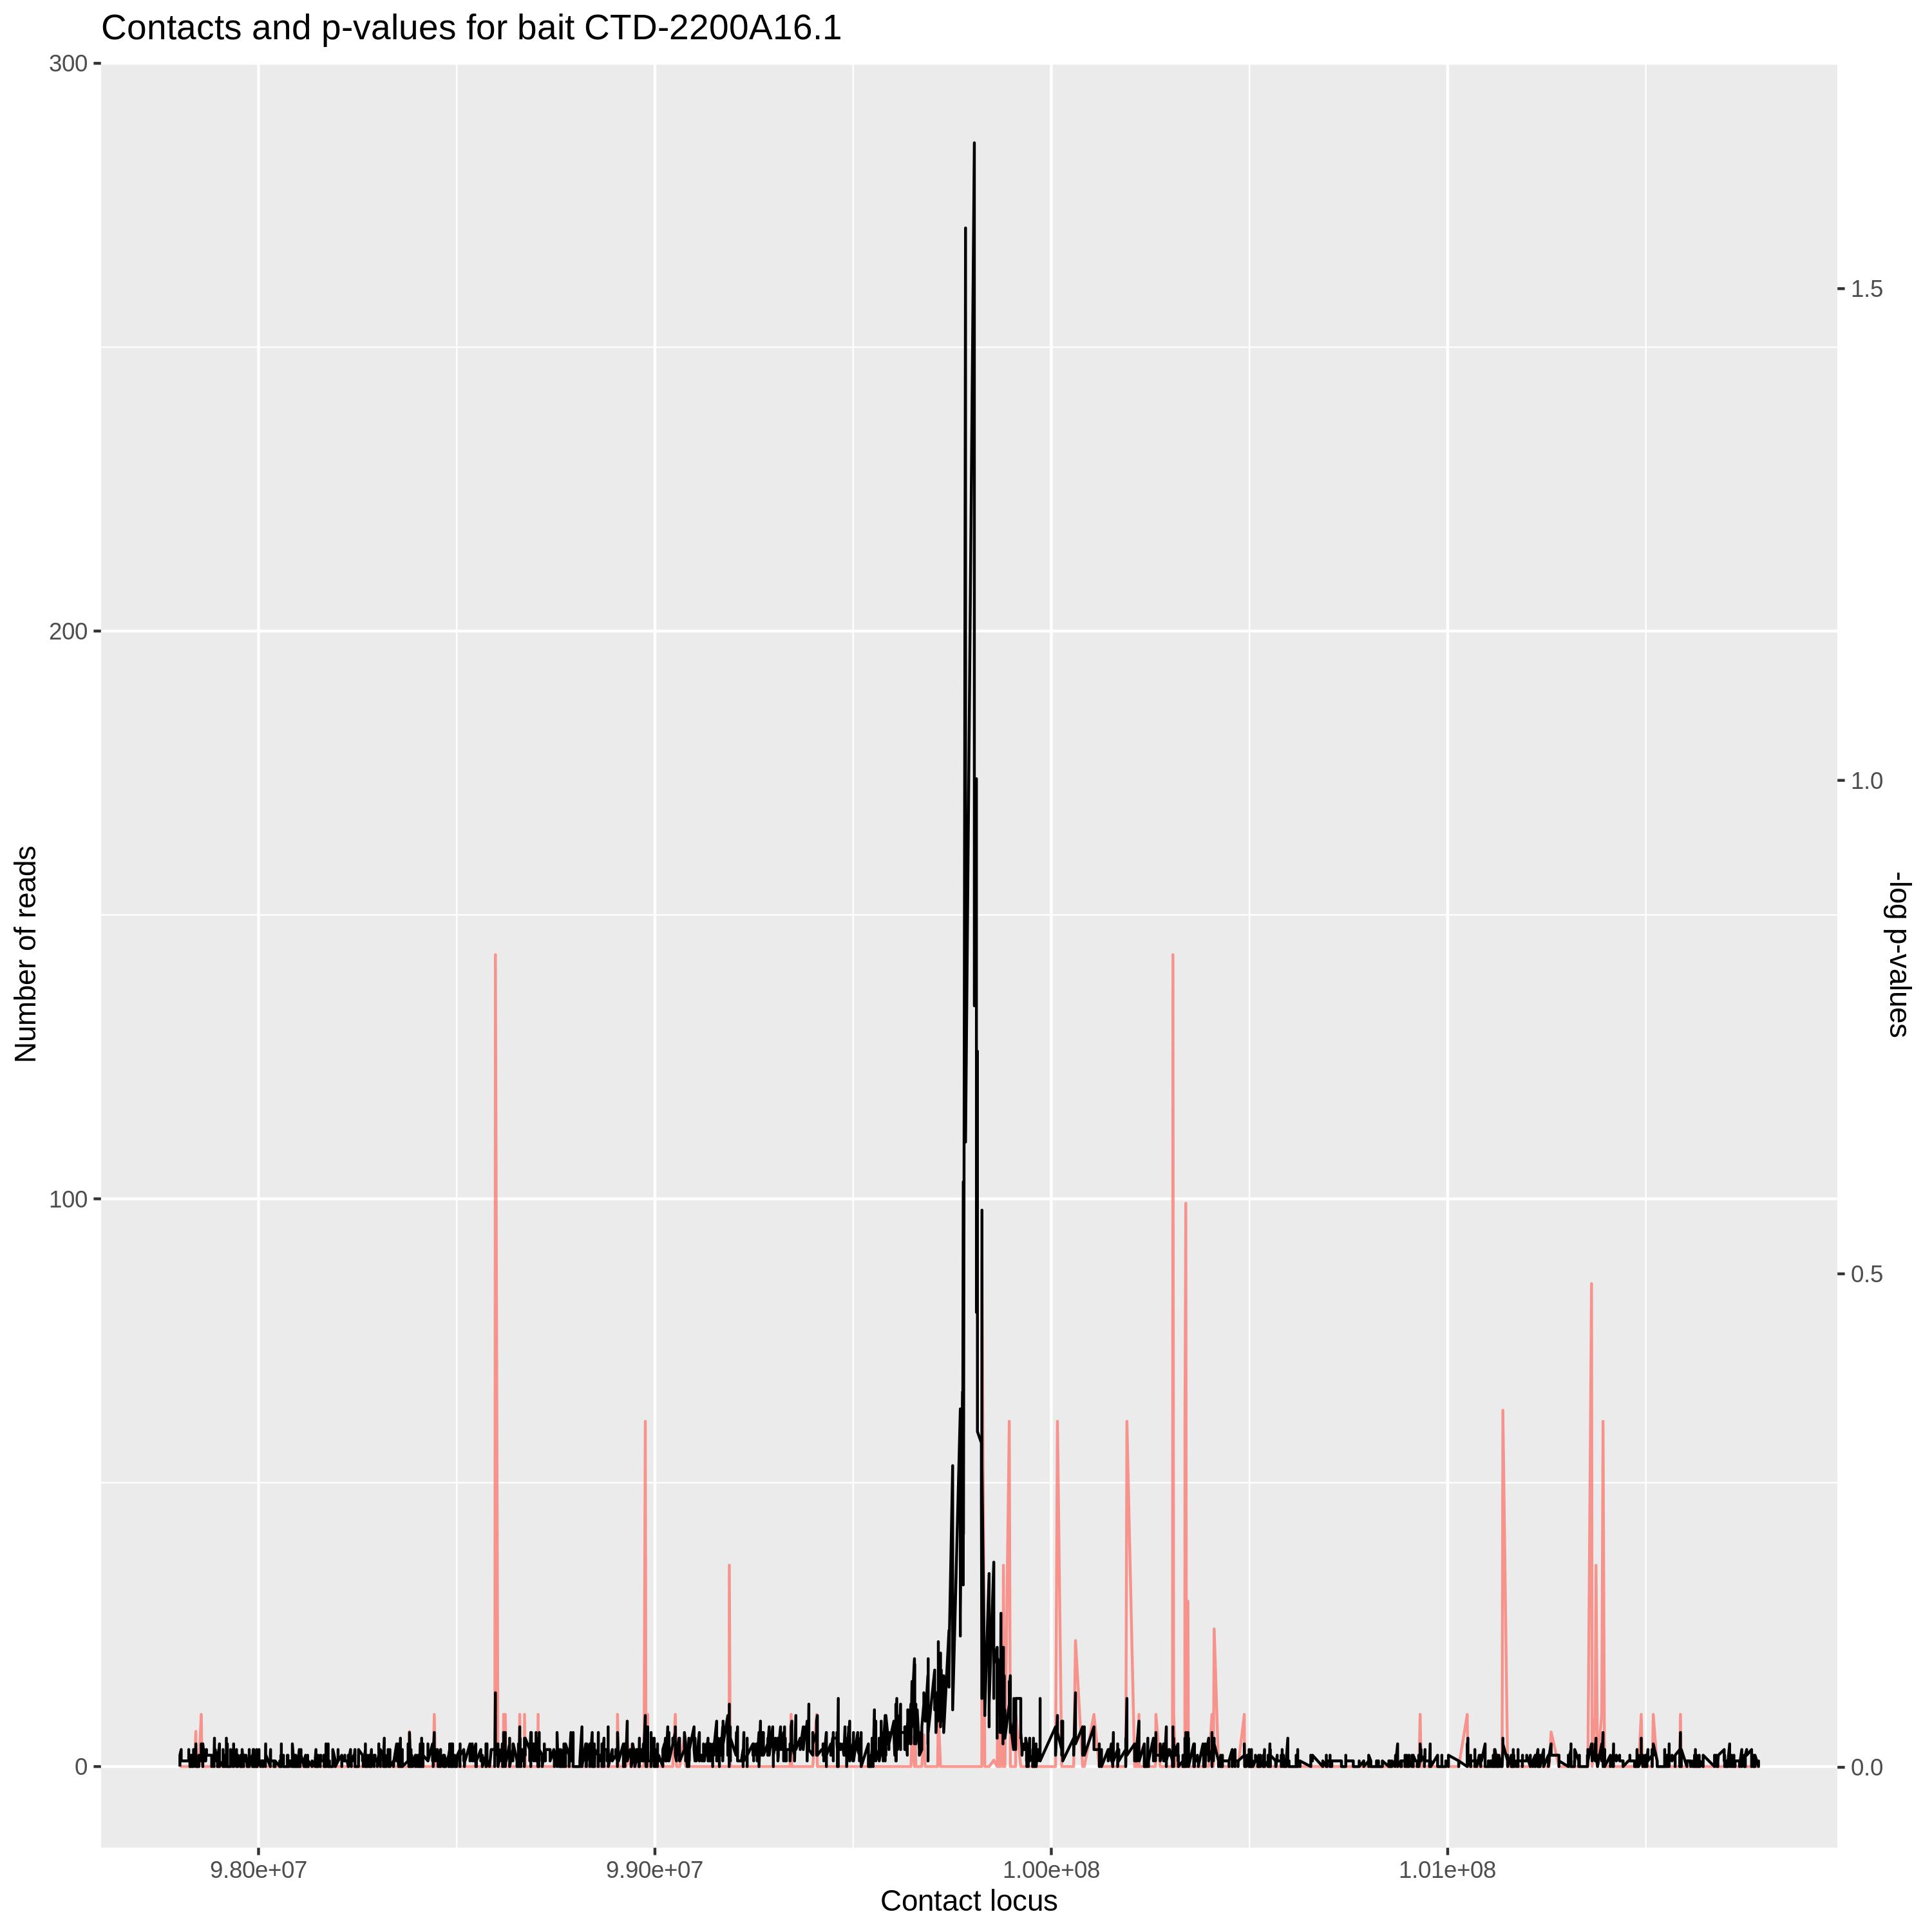 Contacts and p-values for bait CTD-2200A16.1
300
200
100
0
Number of reads
1.5
1.0
0.5
0.0
-log p-values
9.80e+07
9.90e+07
1.00e+08
1.01e+08
Contact locus